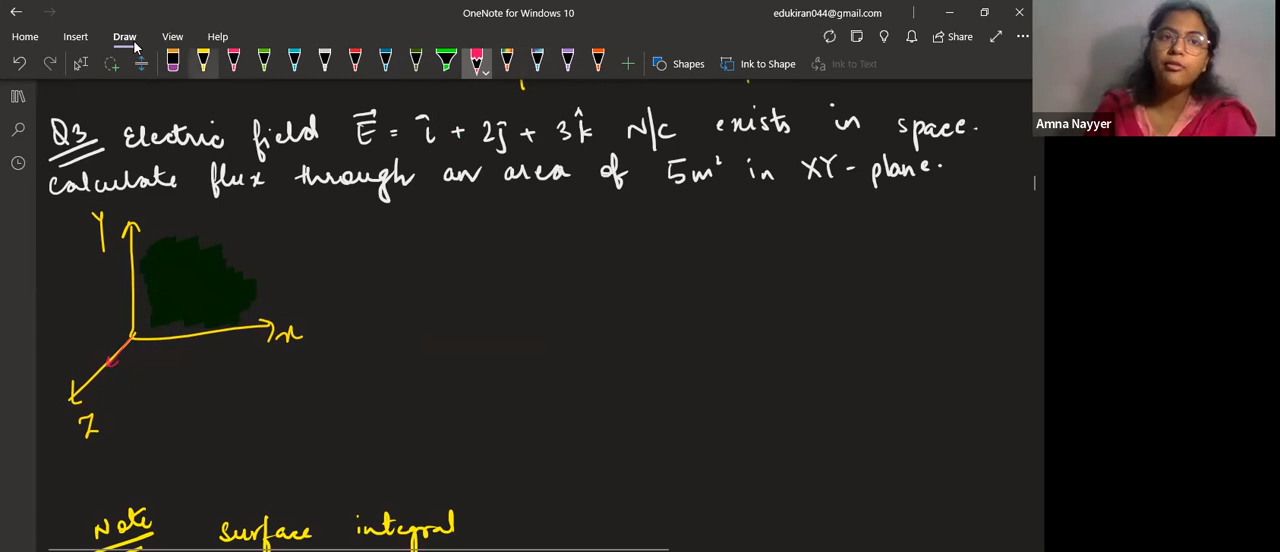 OneNote for Windows 10
edukiran044@gmail.com
Home Insert Draw View Help
Share
Shapes Ink to Shape Ink to Text
Amna Nayyer
Q3 Electric field E⃗ = î + 2ĵ + 3k̂ N/C exists in space.
Calculate flux through an area of 5m² in XY-plane.
Y
x
Z
Note Surface integral